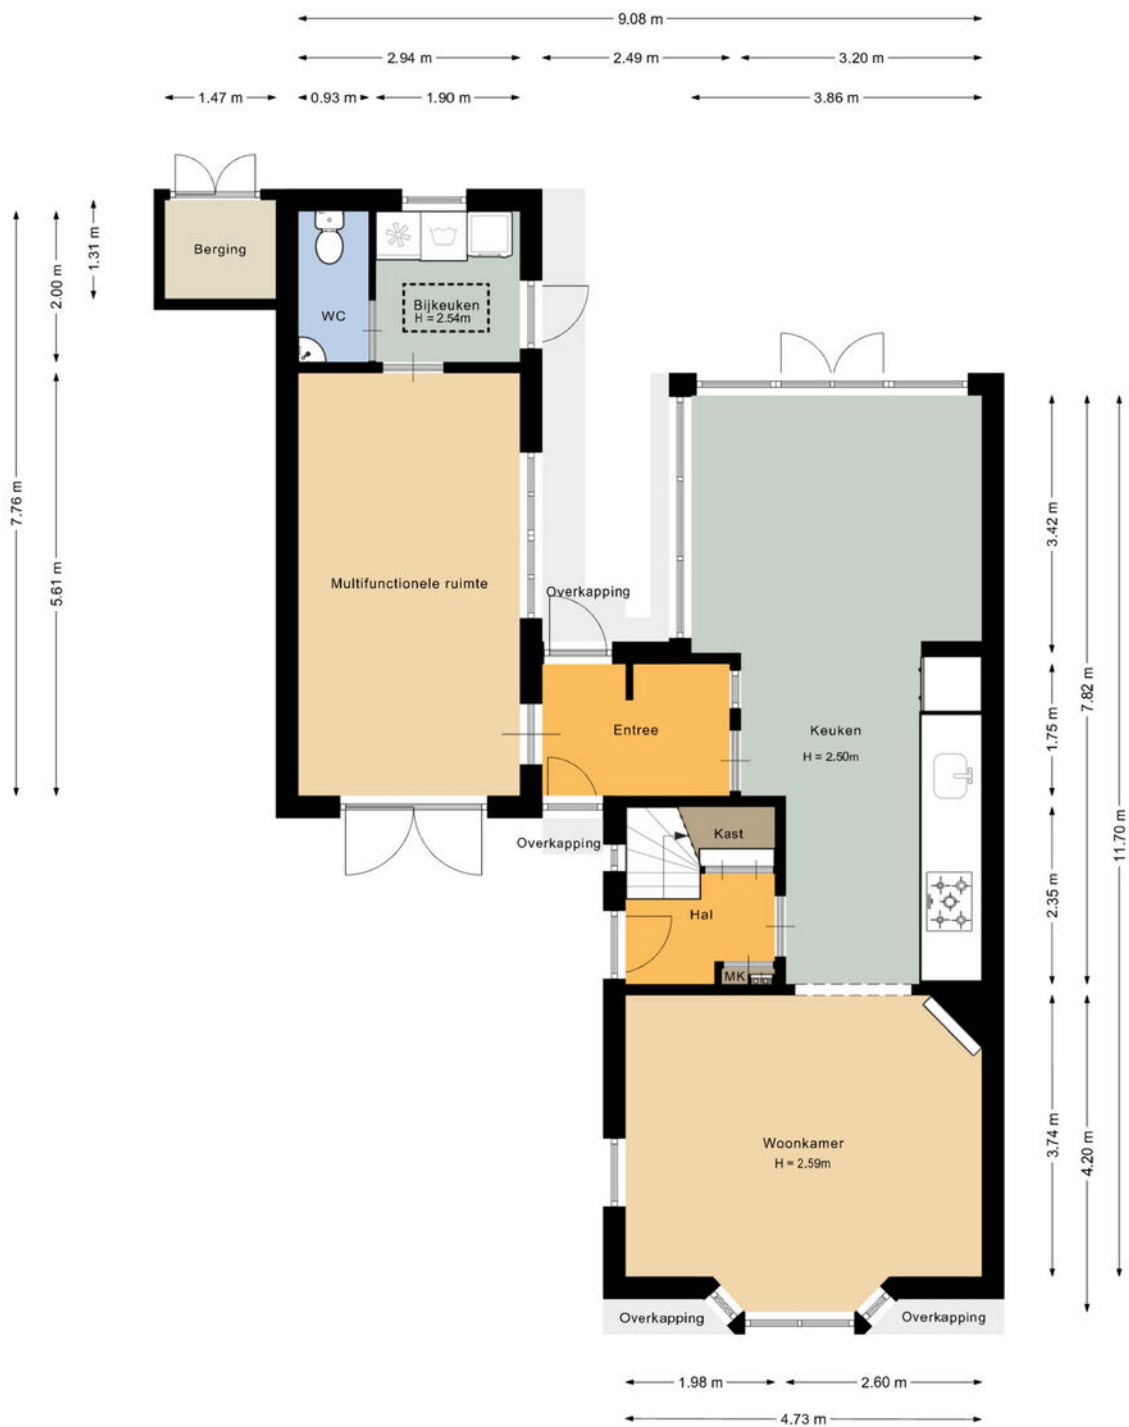 9.08 m
2.94 m
2.49 m
3.20 m
1.47 m
0.93 m
1.90 m
3.86 m
Berging
WC
Bijkeuken
H = 2.54m
1.31 m
2.00 m
7.76 m
5.61 m
Multifunctionele ruimte
Overkapping
Entree
Keuken
H = 2.50m
3.42 m
1.75 m
7.82 m
2.35 m
11.70 m
Overkapping
Kast
Hal
MK
Woonkamer
H = 2.59m
3.74 m
4.20 m
Overkapping
Overkapping
1.98 m
2.60 m
4.73 m